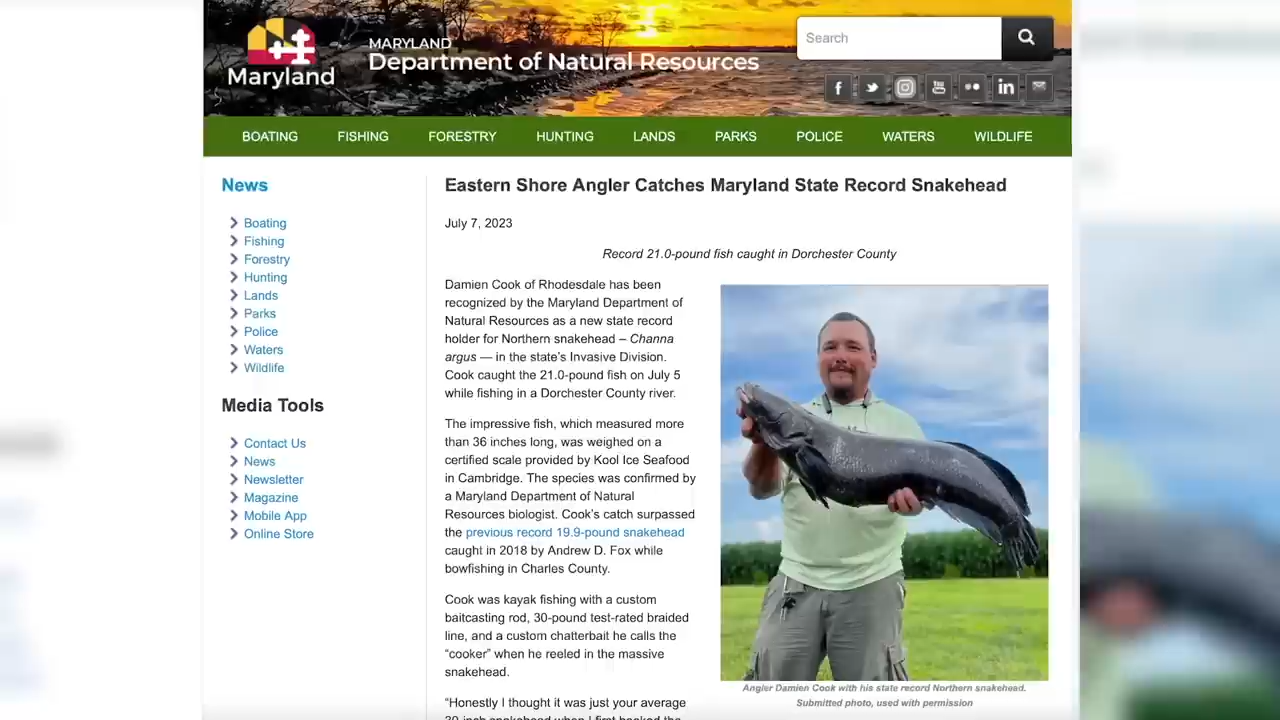 Maryland
MARYLAND
Department of Natural Resources
Search
BOATING FISHING FORESTRY HUNTING LANDS PARKS POLICE WATERS WILDLIFE
News
Boating
Fishing
Forestry
Hunting
Lands
Parks
Police
Waters
Wildlife
Media Tools
Contact Us
News
Newsletter
Magazine
Mobile App
Online Store
Eastern Shore Angler Catches Maryland State Record Snakehead
July 7, 2023
Record 21.0-pound fish caught in Dorchester County
Damien Cook of Rhodesdale has been
recognized by the Maryland Department of
Natural Resources as a new state record
holder for Northern snakehead – Channa
argus — in the state’s Invasive Division.
Cook caught the 21.0-pound fish on July 5
while fishing in a Dorchester County river.
The impressive fish, which measured more
than 36 inches long, was weighed on a
certified scale provided by Kool Ice Seafood
in Cambridge. The species was confirmed by
a Maryland Department of Natural
Resources biologist. Cook’s catch surpassed
the previous record 19.9-pound snakehead
caught in 2018 by Andrew D. Fox while
bowfishing in Charles County.
Cook was kayak fishing with a custom
baitcasting rod, 30-pound test-rated braided
line, and a custom chatterbait he calls the
“cooker” when he reeled in the massive
snakehead.
“Honestly I thought it was just your average
30-inch snakehead when I first hooked the
Angler Damien Cook with his state record Northern snakehead.
Submitted photo, used with permission